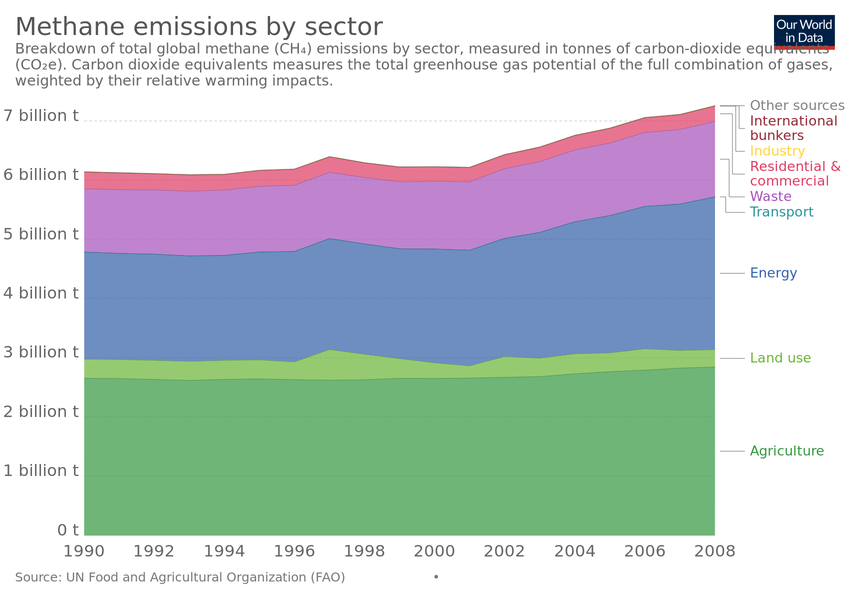 Methane emissions by sector
Our World
in Data
Breakdown of total global methane (CH₄) emissions by sector, measured in tonnes of carbon-dioxide equivalents
(CO₂e). Carbon dioxide equivalents measures the total greenhouse gas potential of the full combination of gases,
weighted by their relative warming impacts.
7 billion t
6 billion t
5 billion t
4 billion t
3 billion t
2 billion t
1 billion t
0 t
Other sources
International
bunkers
Industry
Residential &
commercial
Waste
Transport
Energy
Land use
Agriculture
1990 1992 1994 1996 1998 2000 2002 2004 2006 2008
Source: UN Food and Agricultural Organization (FAO) •